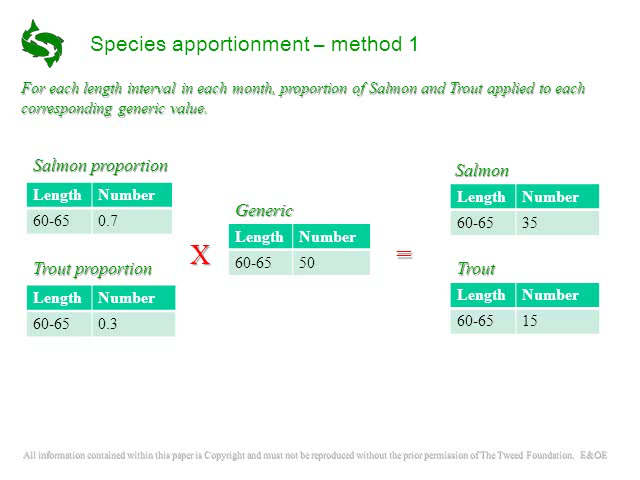 Species apportionment – method 1
For each length interval in each month, proportion of Salmon and Trout applied to each
corresponding generic value.
Salmon proportion
Length Number
60-65 0.7
Trout proportion
Length Number
60-65 0.3
X
Generic
Length Number
60-65 50
=
Salmon
Length Number
60-65 35
Trout
Length Number
60-65 15
All information contained within this paper is Copyright and must not be reproduced without the prior permission of The Tweed Foundation. E&OE